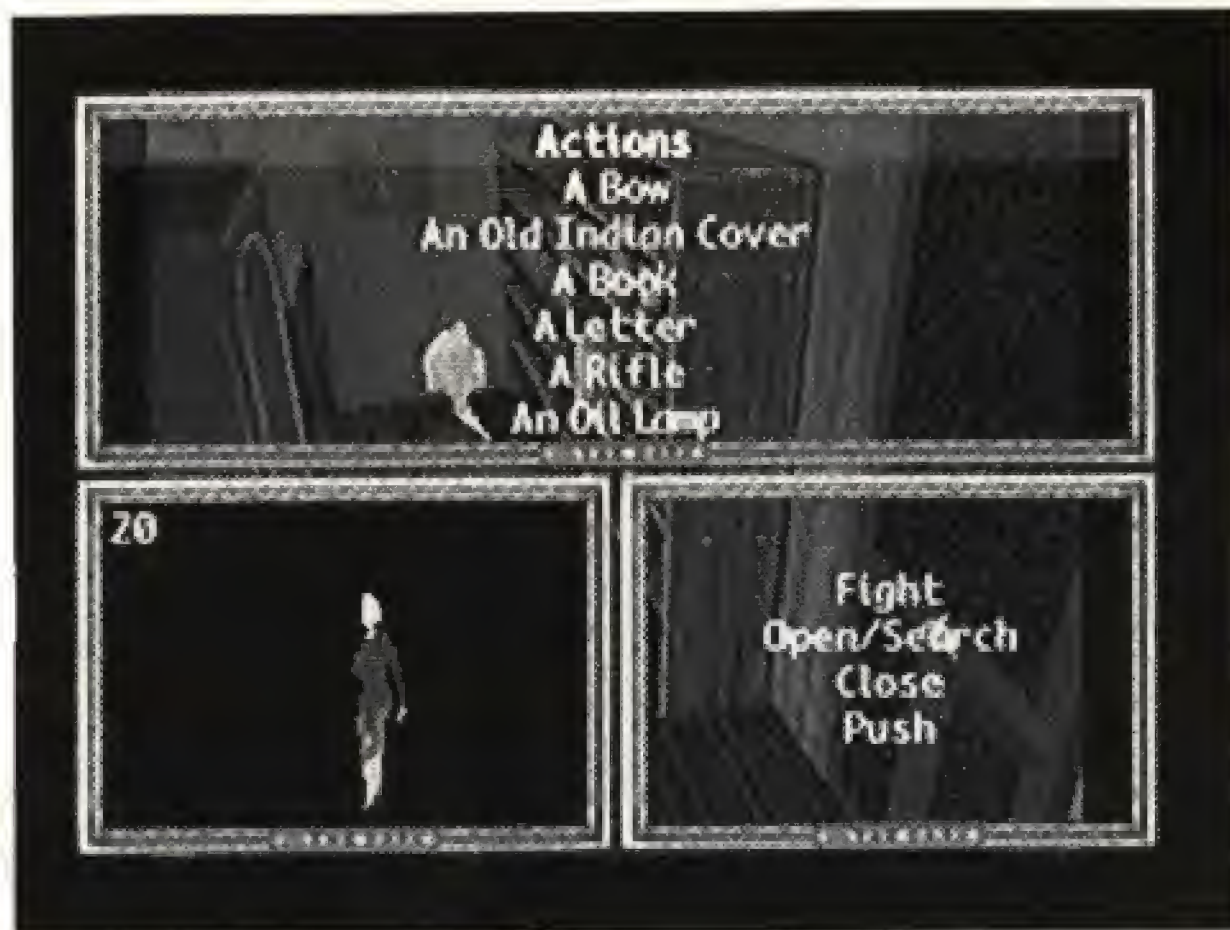 Actions
A Bow
An Old Indian Cover
A Book
A Letter
A Rifle
An Oil Lamp
20
Fight
Open/Search
Close
Push